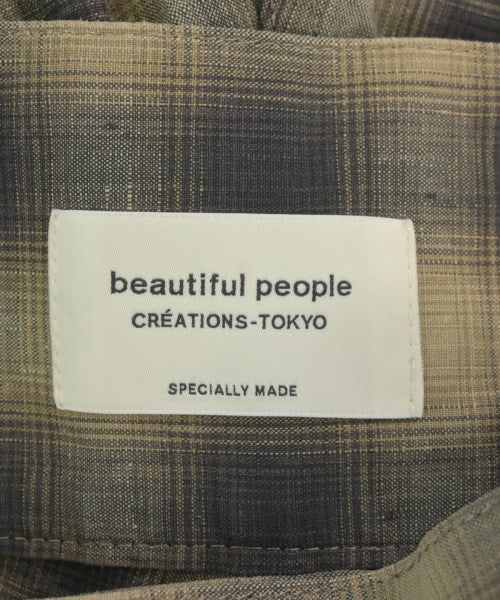 beautiful people
CRÉATIONS-TOKYO
SPECIALLY MADE